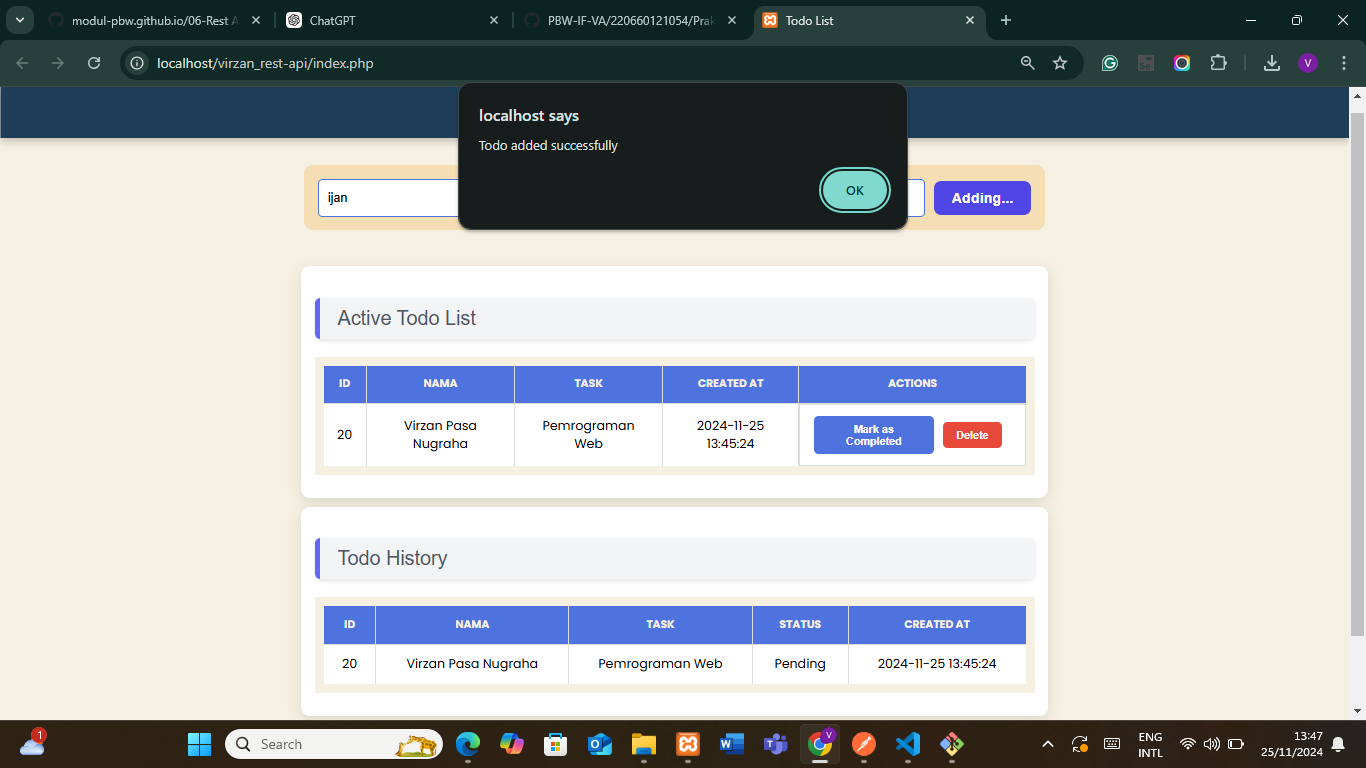 modul-pbw.github.io/06-Rest A
ChatGPT
PBW-IF-VA/220660121054/Prak
Todo List
localhost/virzan_rest-api/index.php
V
localhost says
Todo added successfully
OK
ijan
Adding...
Active Todo List
ID NAMA TASK CREATED AT ACTIONS
20 Virzan Pasa Nugraha Pemrograman Web 2024-11-25 13:45:24 Mark as Completed Delete
Todo History
ID NAMA TASK STATUS CREATED AT
20 Virzan Pasa Nugraha Pemrograman Web Pending 2024-11-25 13:45:24
1
Search
V
ENG
INTL
13:47
25/11/2024